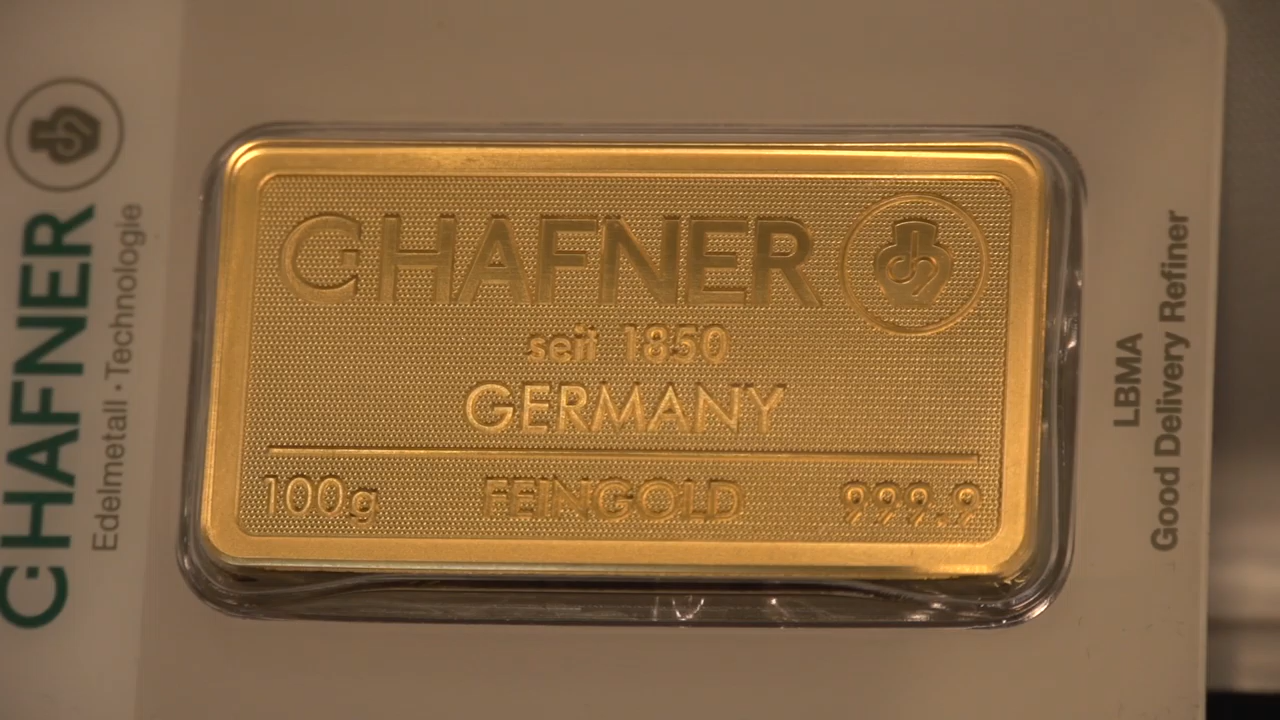 C.HAFNER
Edelmetall · Technologie
C.HAFNER
seit 1850
GERMANY
100g FEINGOLD 999.9
LBMA
Good Delivery Refiner